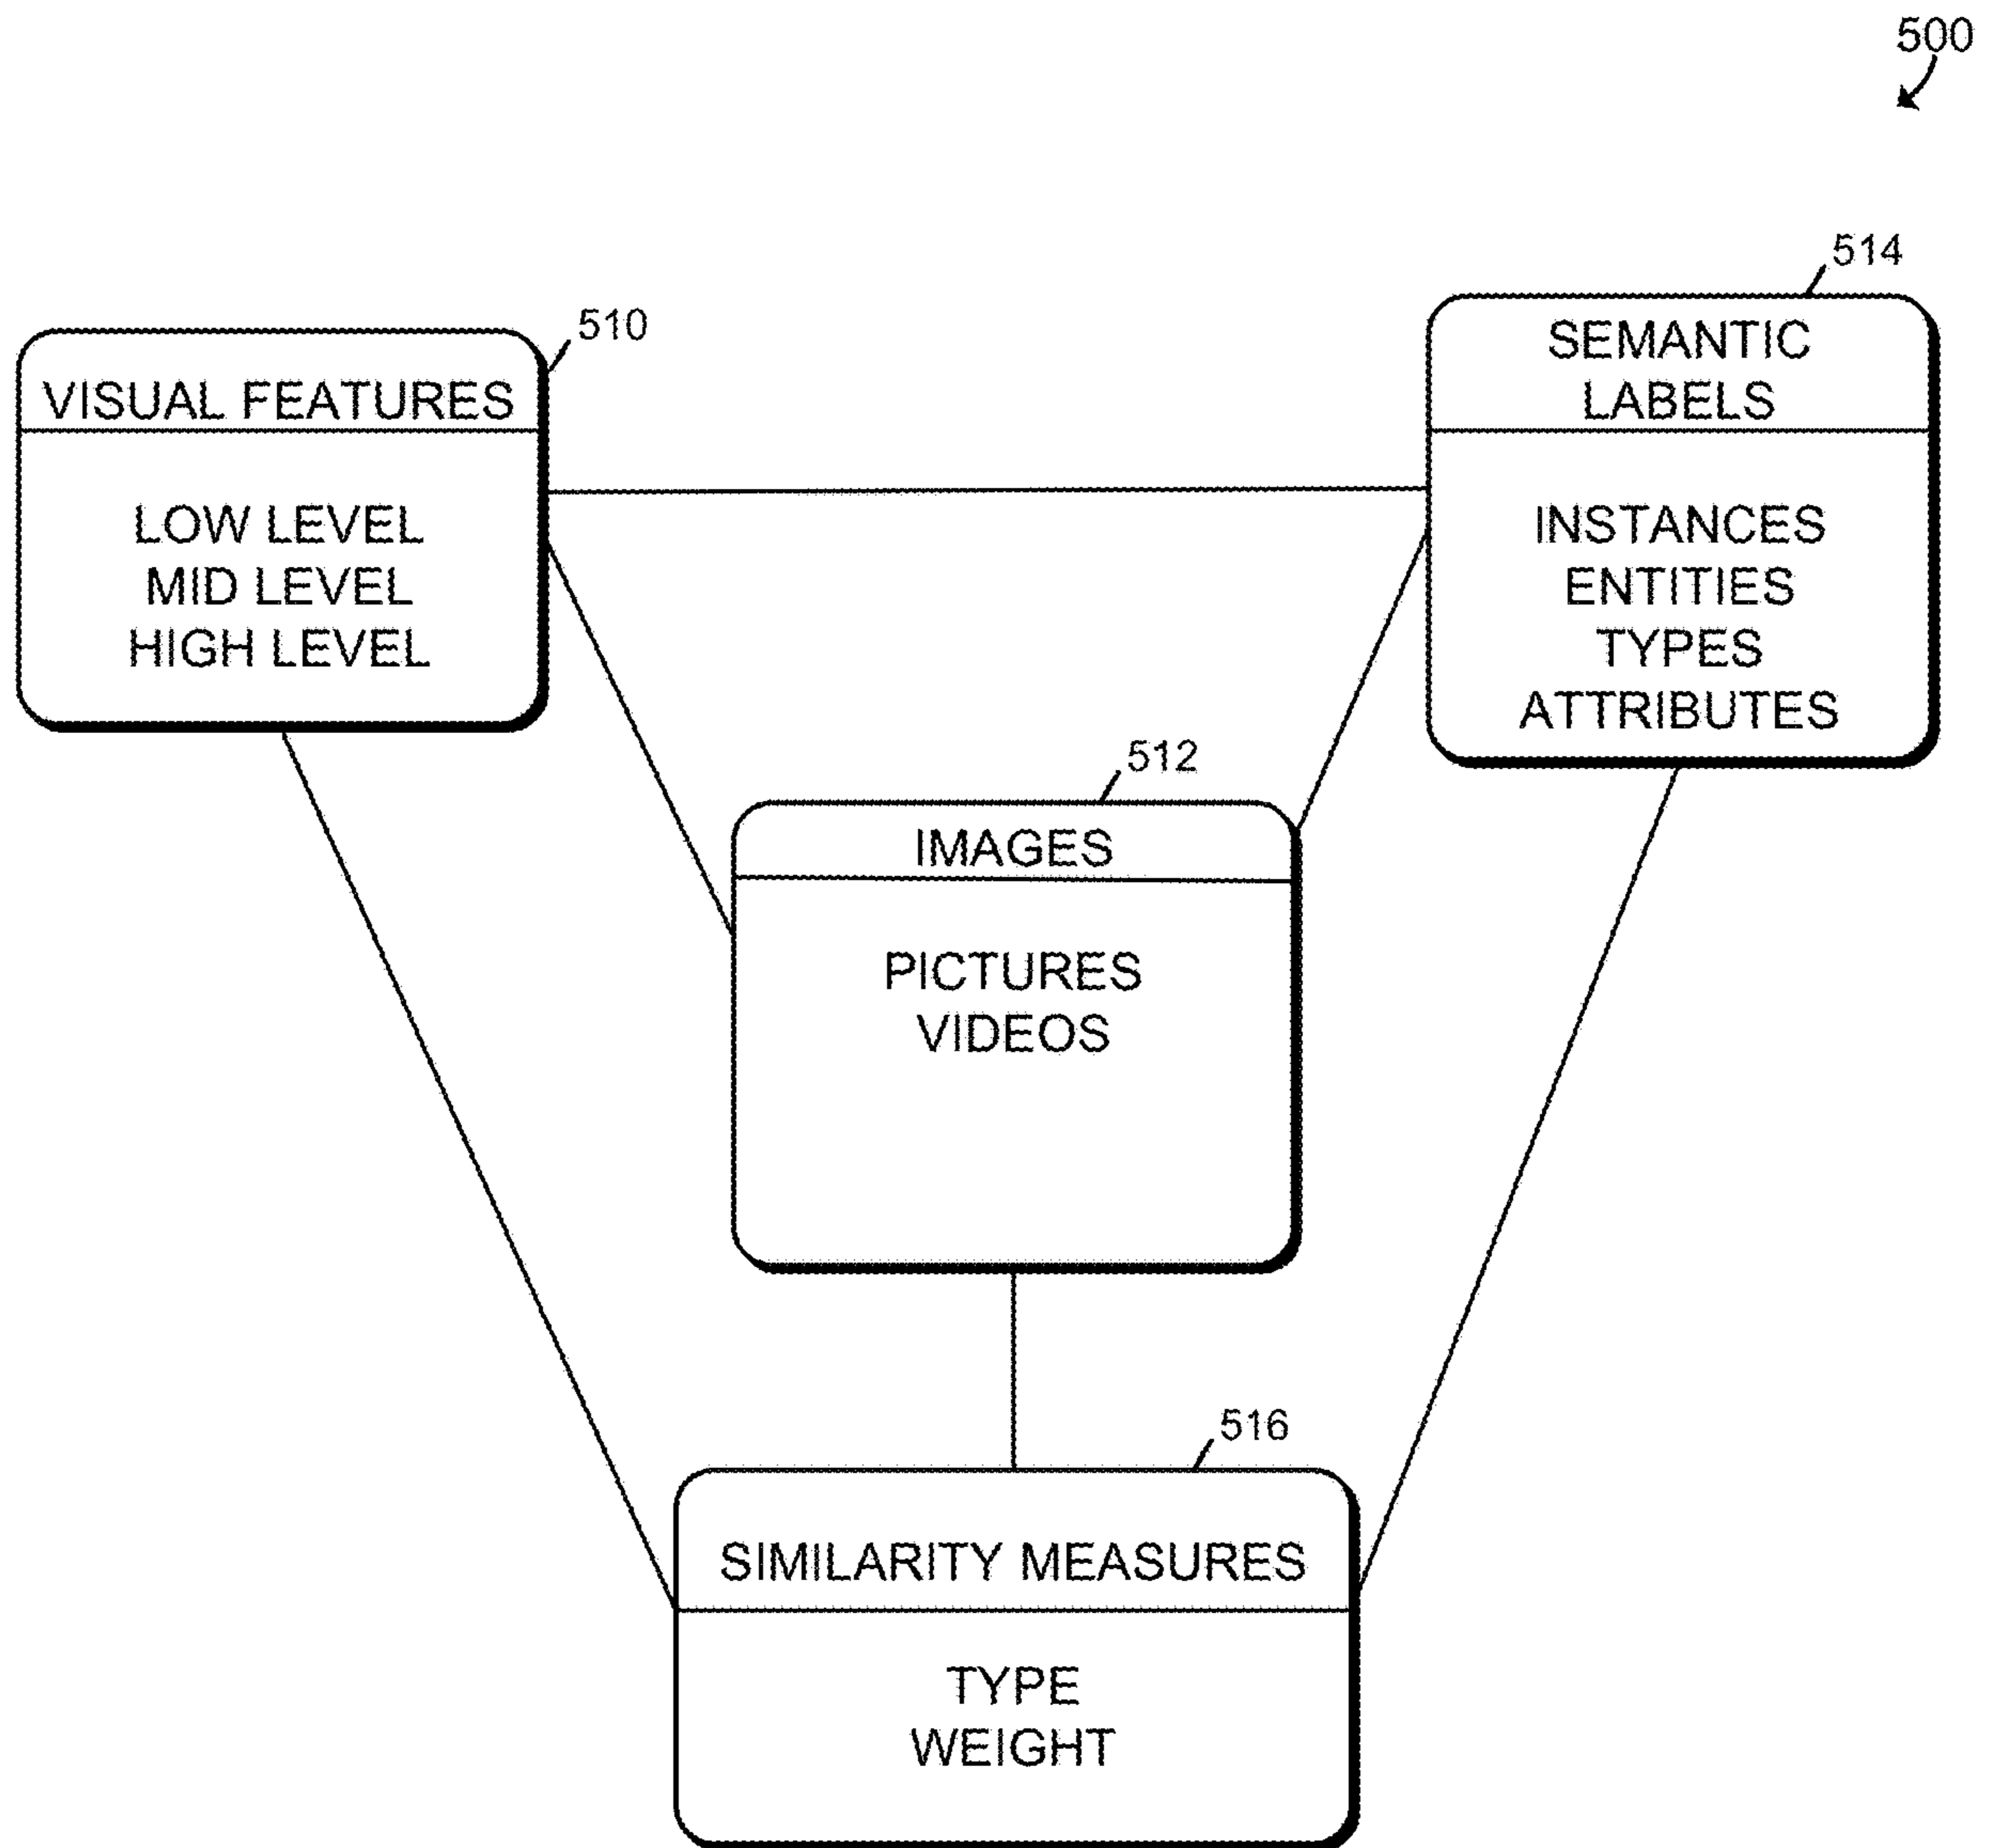 500
510
VISUAL FEATURES
LOW LEVEL
MID LEVEL
HIGH LEVEL
514
SEMANTIC
LABELS
INSTANCES
ENTITIES
TYPES
ATTRIBUTES
512
IMAGES
PICTURES
VIDEOS
516
SIMILARITY MEASURES
TYPE
WEIGHT